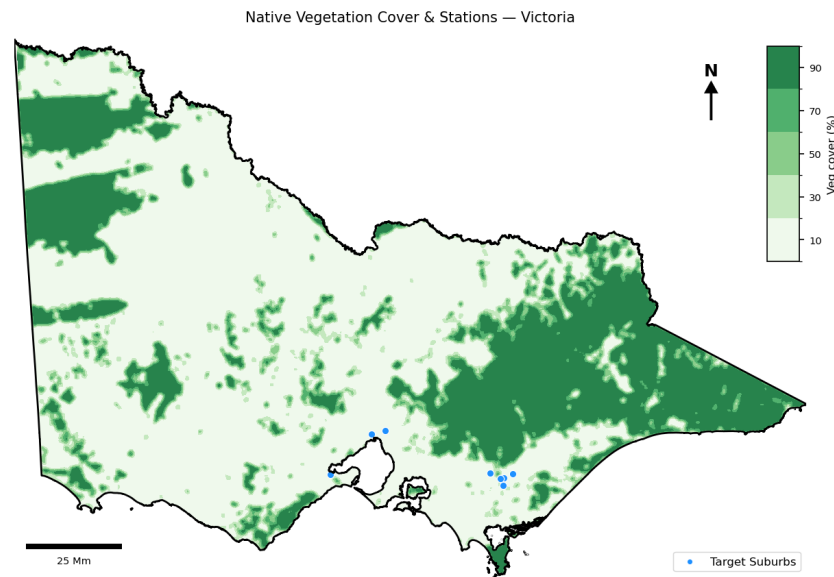 Native Vegetation Cover & Stations — Victoria
N
90
70
50
30
10
Veg cover (%)
25 Mm
Target Suburbs